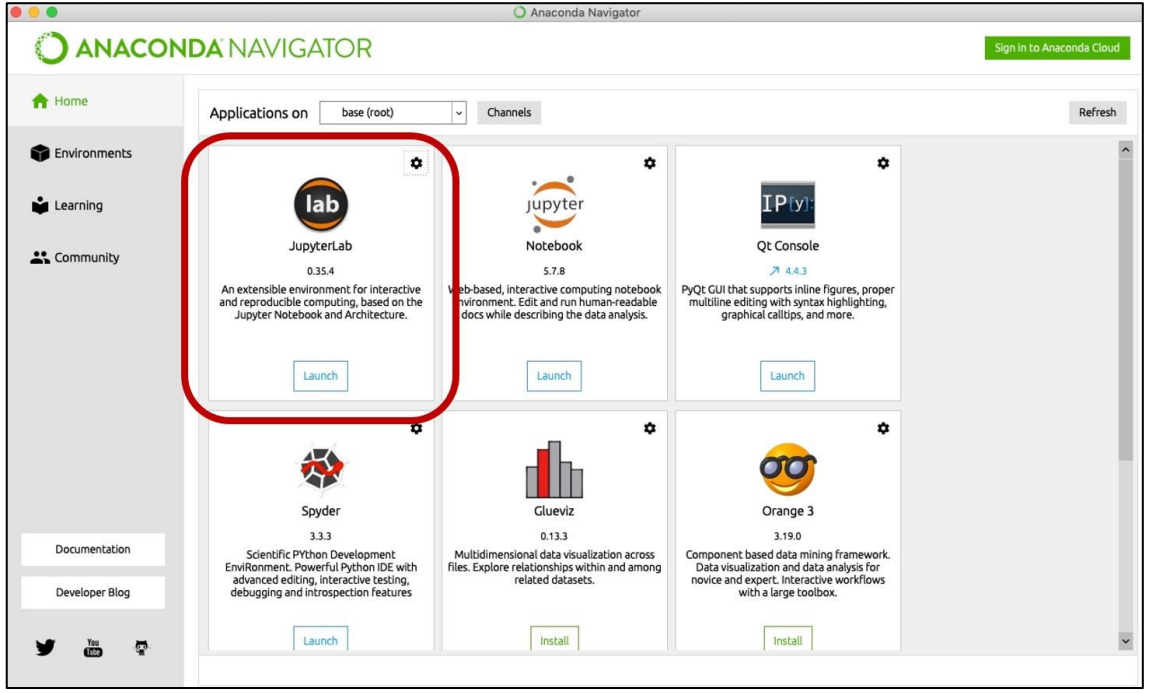 Anaconda Navigator
ANACONDA NAVIGATOR
Sign in to Anaconda Cloud
Home
Environments
Learning
Community
Documentation
Developer Blog
You
Tube
Applications on base (root) Channels Refresh
lab
JupyterLab
0.35.4
An extensible environment for interactive
and reproducible computing, based on the
Jupyter Notebook and Architecture.
Launch
jupyter
Notebook
5.7.8
Web-based, interactive computing notebook
environment. Edit and run human-readable
docs while describing the data analysis.
Launch
IP[y]:
Qt Console
4.4.3
PyQt GUI that supports inline figures, proper
multiline editing with syntax highlighting,
graphical calltips, and more.
Launch
Spyder
3.3.3
Scientific PYthon Development
EnviRonment. Powerful Python IDE with
advanced editing, interactive testing,
debugging and introspection features
Launch
Glueviz
0.13.3
Multidimensional data visualization across
files. Explore relationships within and among
related datasets.
Install
Orange 3
3.19.0
Component based data mining framework.
Data visualization and data analysis for
novice and expert. Interactive workflows
with a large toolbox.
Install